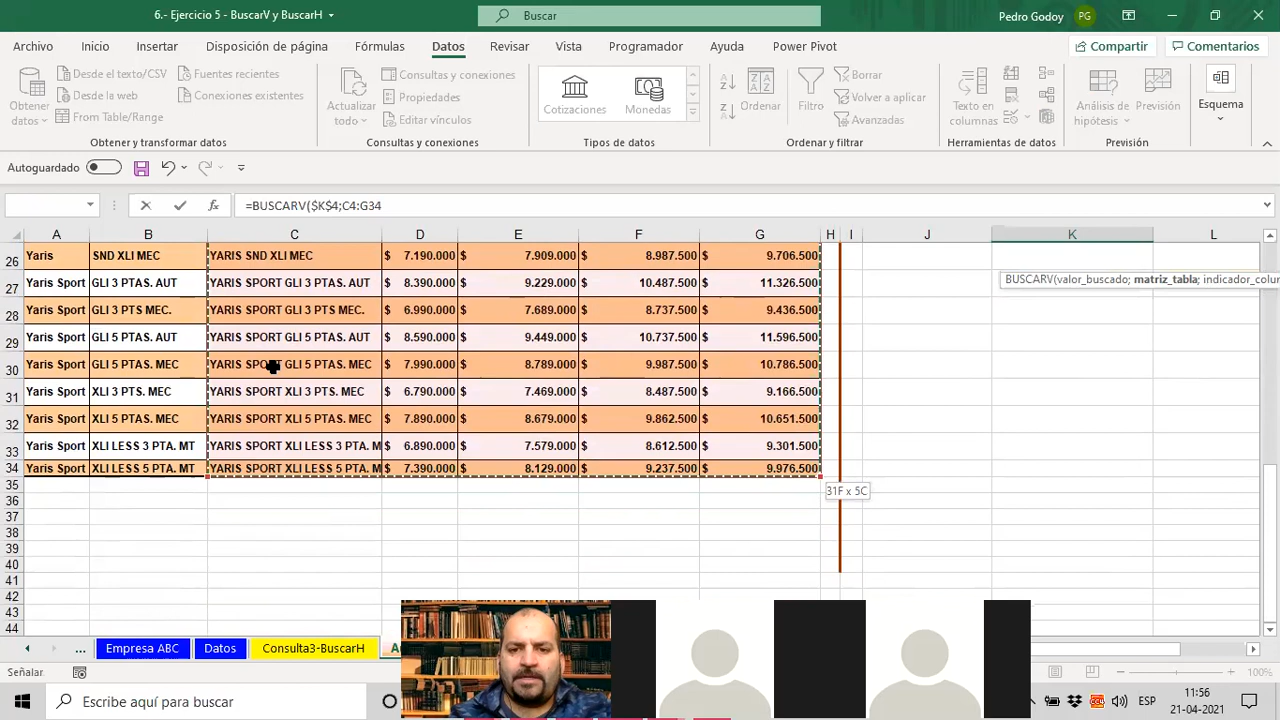 6.- Ejercicio 5 - BuscarV y BuscarH
Buscar
Pedro Godoy PG
Archivo Inicio Insertar Disposición de página Fórmulas Datos Revisar Vista Programador Ayuda Power Pivot Compartir Comentarios
Obtener datos
Desde el texto/CSV
Desde la web
From Table/Range
Fuentes recientes
Conexiones existentes
Actualizar todo
Consultas y conexiones
Propiedades
Editar vínculos
Cotizaciones Monedas
Ordenar
Filtro
Borrar
Volver a aplicar
Avanzadas
Texto en columnas
Análisis de hipótesis
Previsión
Esquema
Obtener y transformar datos Consultas y conexiones Tipos de datos Ordenar y filtrar Herramientas de datos Previsión
Autoguardado
fx =BUSCARV($K$4;C4:G34
A B C D E F G H I J K L
26 Yaris SND XLI MEC YARIS SND XLI MEC $ 7.190.000 $ 7.909.000 $ 8.987.500 $ 9.706.500
BUSCARV(valor_buscado; matriz_tabla; indicador_colu
27 Yaris Sport GLI 3 PTAS. AUT YARIS SPORT GLI 3 PTAS. AUT $ 8.390.000 $ 9.229.000 $ 10.487.500 $ 11.326.500
28 Yaris Sport GLI 3 PTS MEC. YARIS SPORT GLI 3 PTS MEC. $ 6.990.000 $ 7.689.000 $ 8.737.500 $ 9.436.500
29 Yaris Sport GLI 5 PTAS. AUT YARIS SPORT GLI 5 PTAS. AUT $ 8.590.000 $ 9.449.000 $ 10.737.500 $ 11.596.500
30 Yaris Sport GLI 5 PTAS. MEC YARIS SPORT GLI 5 PTAS. MEC $ 7.990.000 $ 8.789.000 $ 9.987.500 $ 10.786.500
31 Yaris Sport XLI 3 PTS. MEC YARIS SPORT XLI 3 PTS. MEC $ 6.790.000 $ 7.469.000 $ 8.487.500 $ 9.166.500
32 Yaris Sport XLI 5 PTAS. MEC YARIS SPORT XLI 5 PTAS. MEC $ 7.890.000 $ 8.679.000 $ 9.862.500 $ 10.651.500
33 Yaris Sport XLI LESS 3 PTA. MT YARIS SPORT XLI LESS 3 PTA. M $ 6.890.000 $ 7.579.000 $ 8.612.500 $ 9.301.500
34 Yaris Sport XLI LESS 5 PTA. MT YARIS SPORT XLI LESS 5 PTA. M $ 7.390.000 $ 8.129.000 $ 9.237.500 $ 9.976.500
35
31F x 5C
36
37
38
39
40
41
42
43
44
... Empresa ABC Datos Consulta3-BuscarH
Señalar
100%
Escribe aquí para buscar
ESP
11:56
21-04-2021